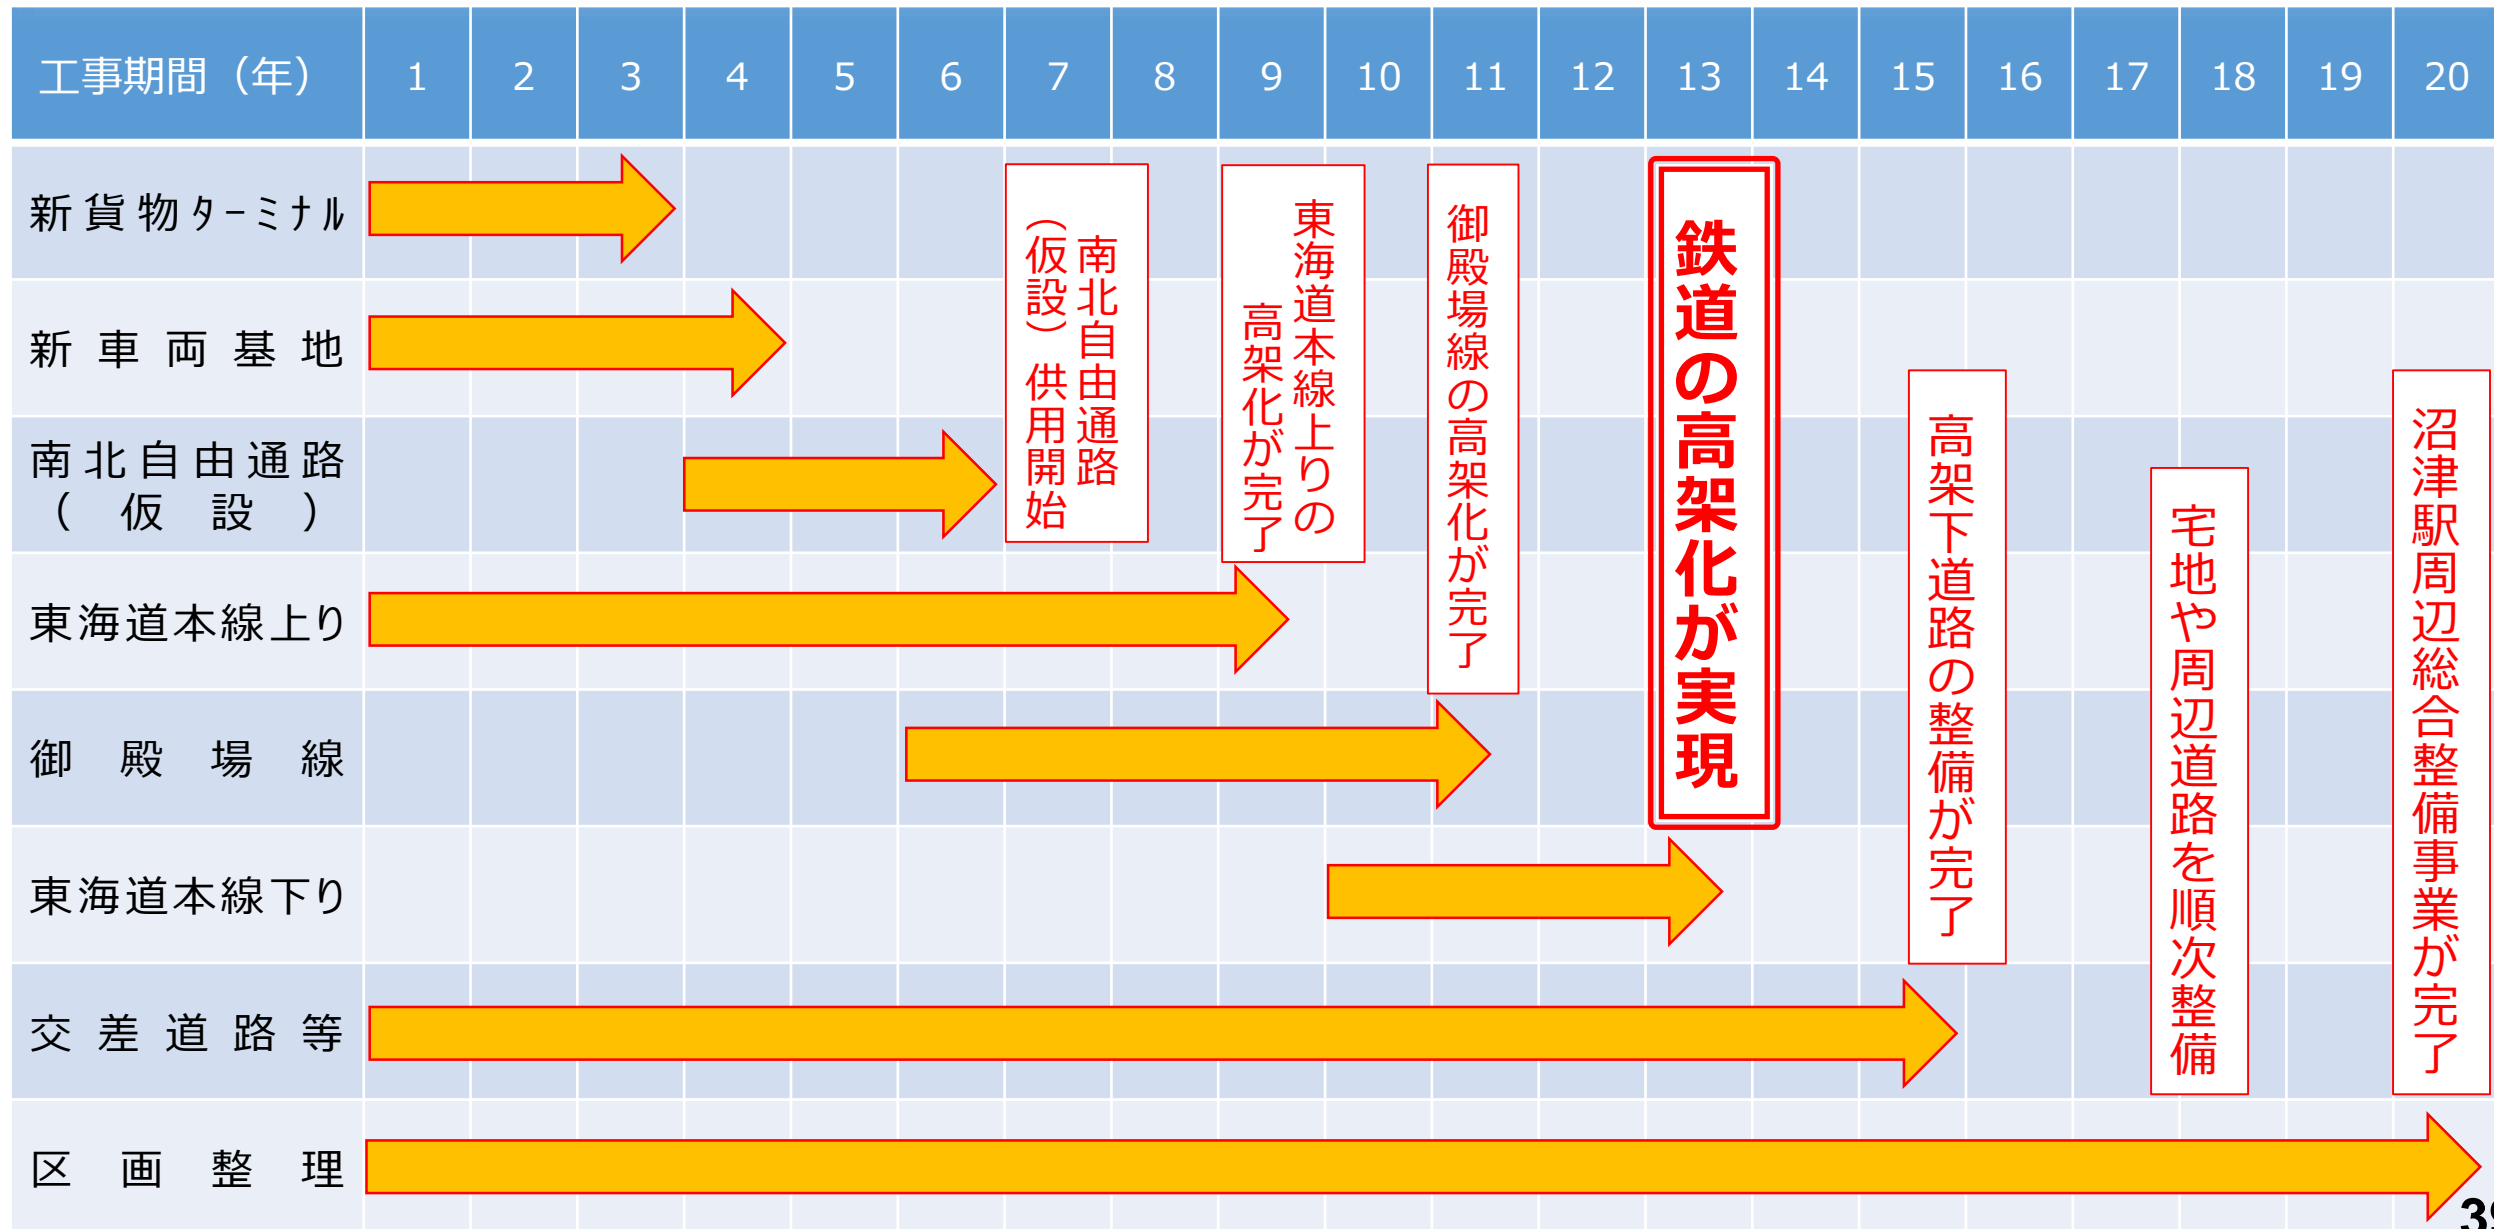 工事期間（年） 1 2 3 4 5 6 7 8 9 10 11 12 13 14 15 16 17 18 19 20
新貨物ﾀｰﾐﾅﾙ
新車両基地
南北自由通路
（仮設）
東海道本線上り
御殿場線
東海道本線下り
交差道路等
区画整理
南北自由通路
（仮設）供用開始
東海道本線上りの
高架化が完了
御殿場線の高架化が完了
鉄道の高架化が実現
高架下道路の整備が完了
宅地や周辺道路を順次整備
沼津駅周辺総合整備事業が完了